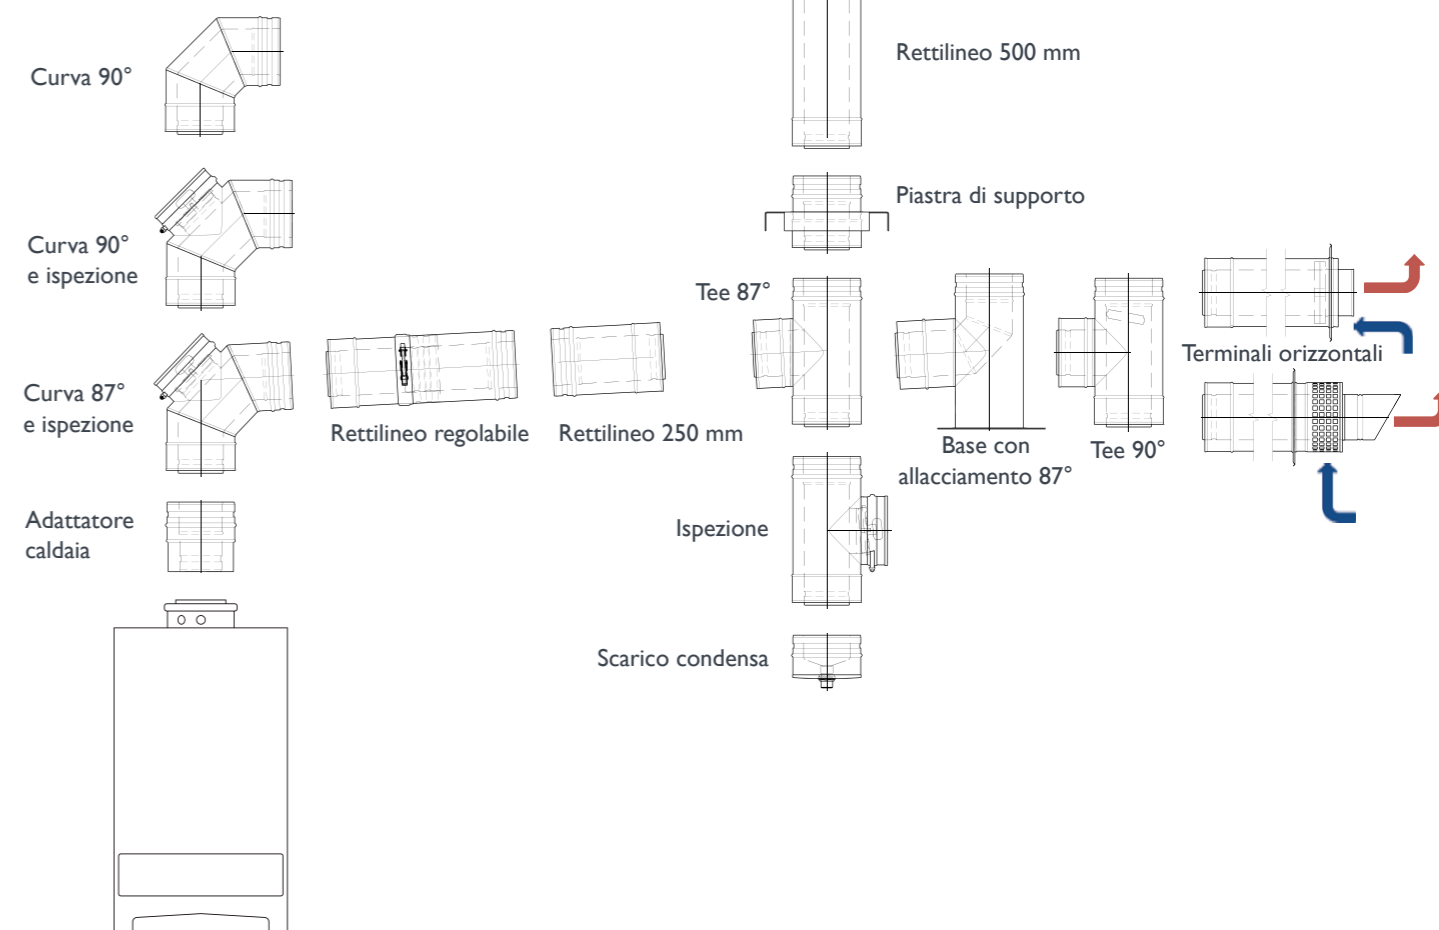 Curva 90°
Curva 90°
e ispezione
Curva 87°
e ispezione
Adattatore
caldaia
Rettilineo regolabile
Rettilineo 250 mm
Rettilineo 500 mm
Piastra di supporto
Tee 87°
Base con
allacciamento 87°
Tee 90°
Terminali orizzontali
Ispezione
Scarico condensa